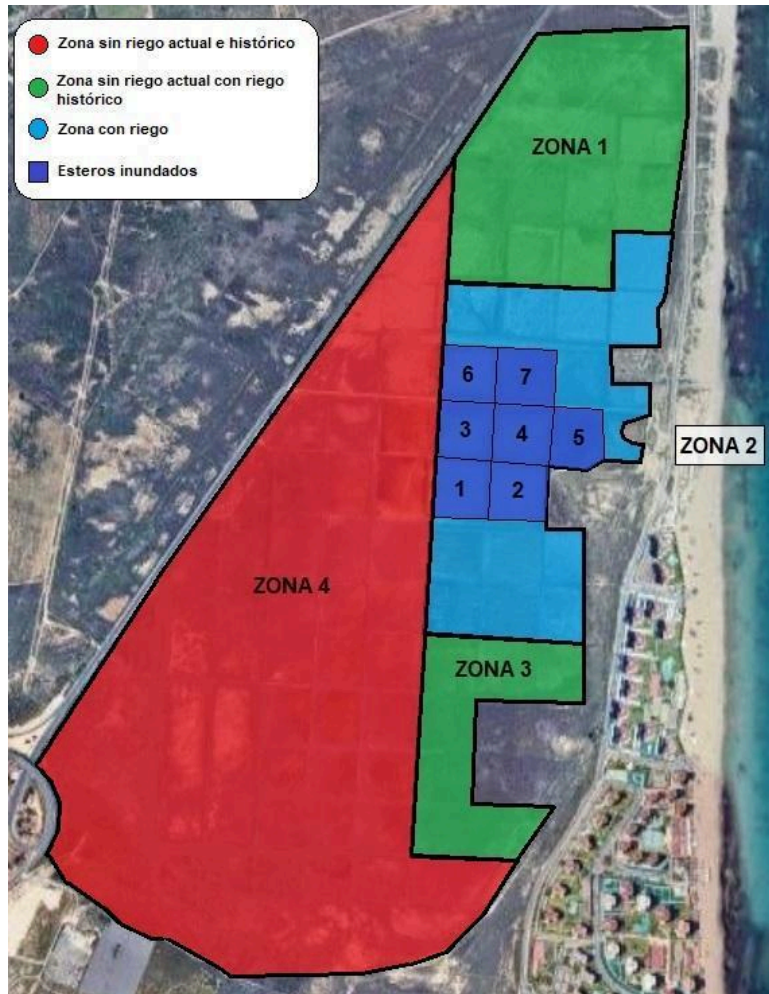 Zona sin riego actual e histórico
Zona sin riego actual con riego
histórico
Zona con riego
Esteros inundados
ZONA 1
6
7
3
4
5
ZONA 2
1
2
ZONA 4
ZONA 3